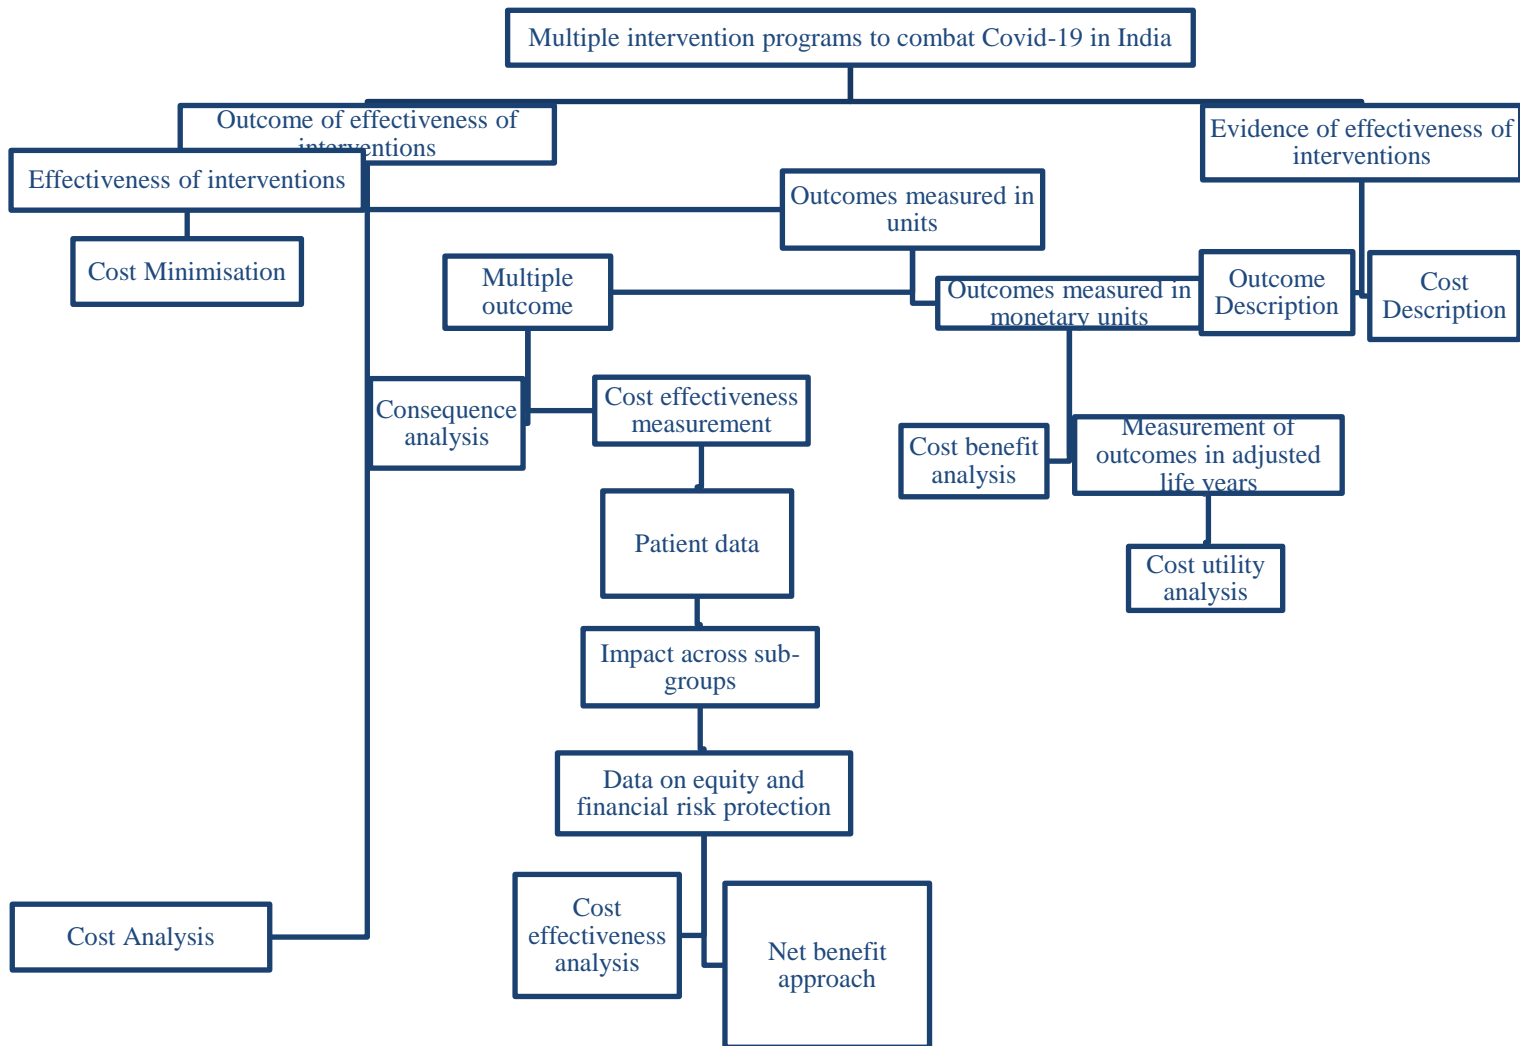 Multiple intervention programs to combat Covid-19 in India
Outcome of effectiveness of
interventions
Evidence of effectiveness of
interventions
Effectiveness of interventions
Outcomes measured in
units
Cost Minimisation
Multiple
outcome
Outcomes measured in
monetary units
Outcome
Description
Cost
Description
Consequence
analysis
Cost effectiveness
measurement
Cost benefit
analysis
Measurement of
outcomes in adjusted
life years
Patient data
Cost utility
analysis
Impact across sub-
groups
Data on equity and
financial risk protection
Cost Analysis
Cost
effectiveness
analysis
Net benefit
approach